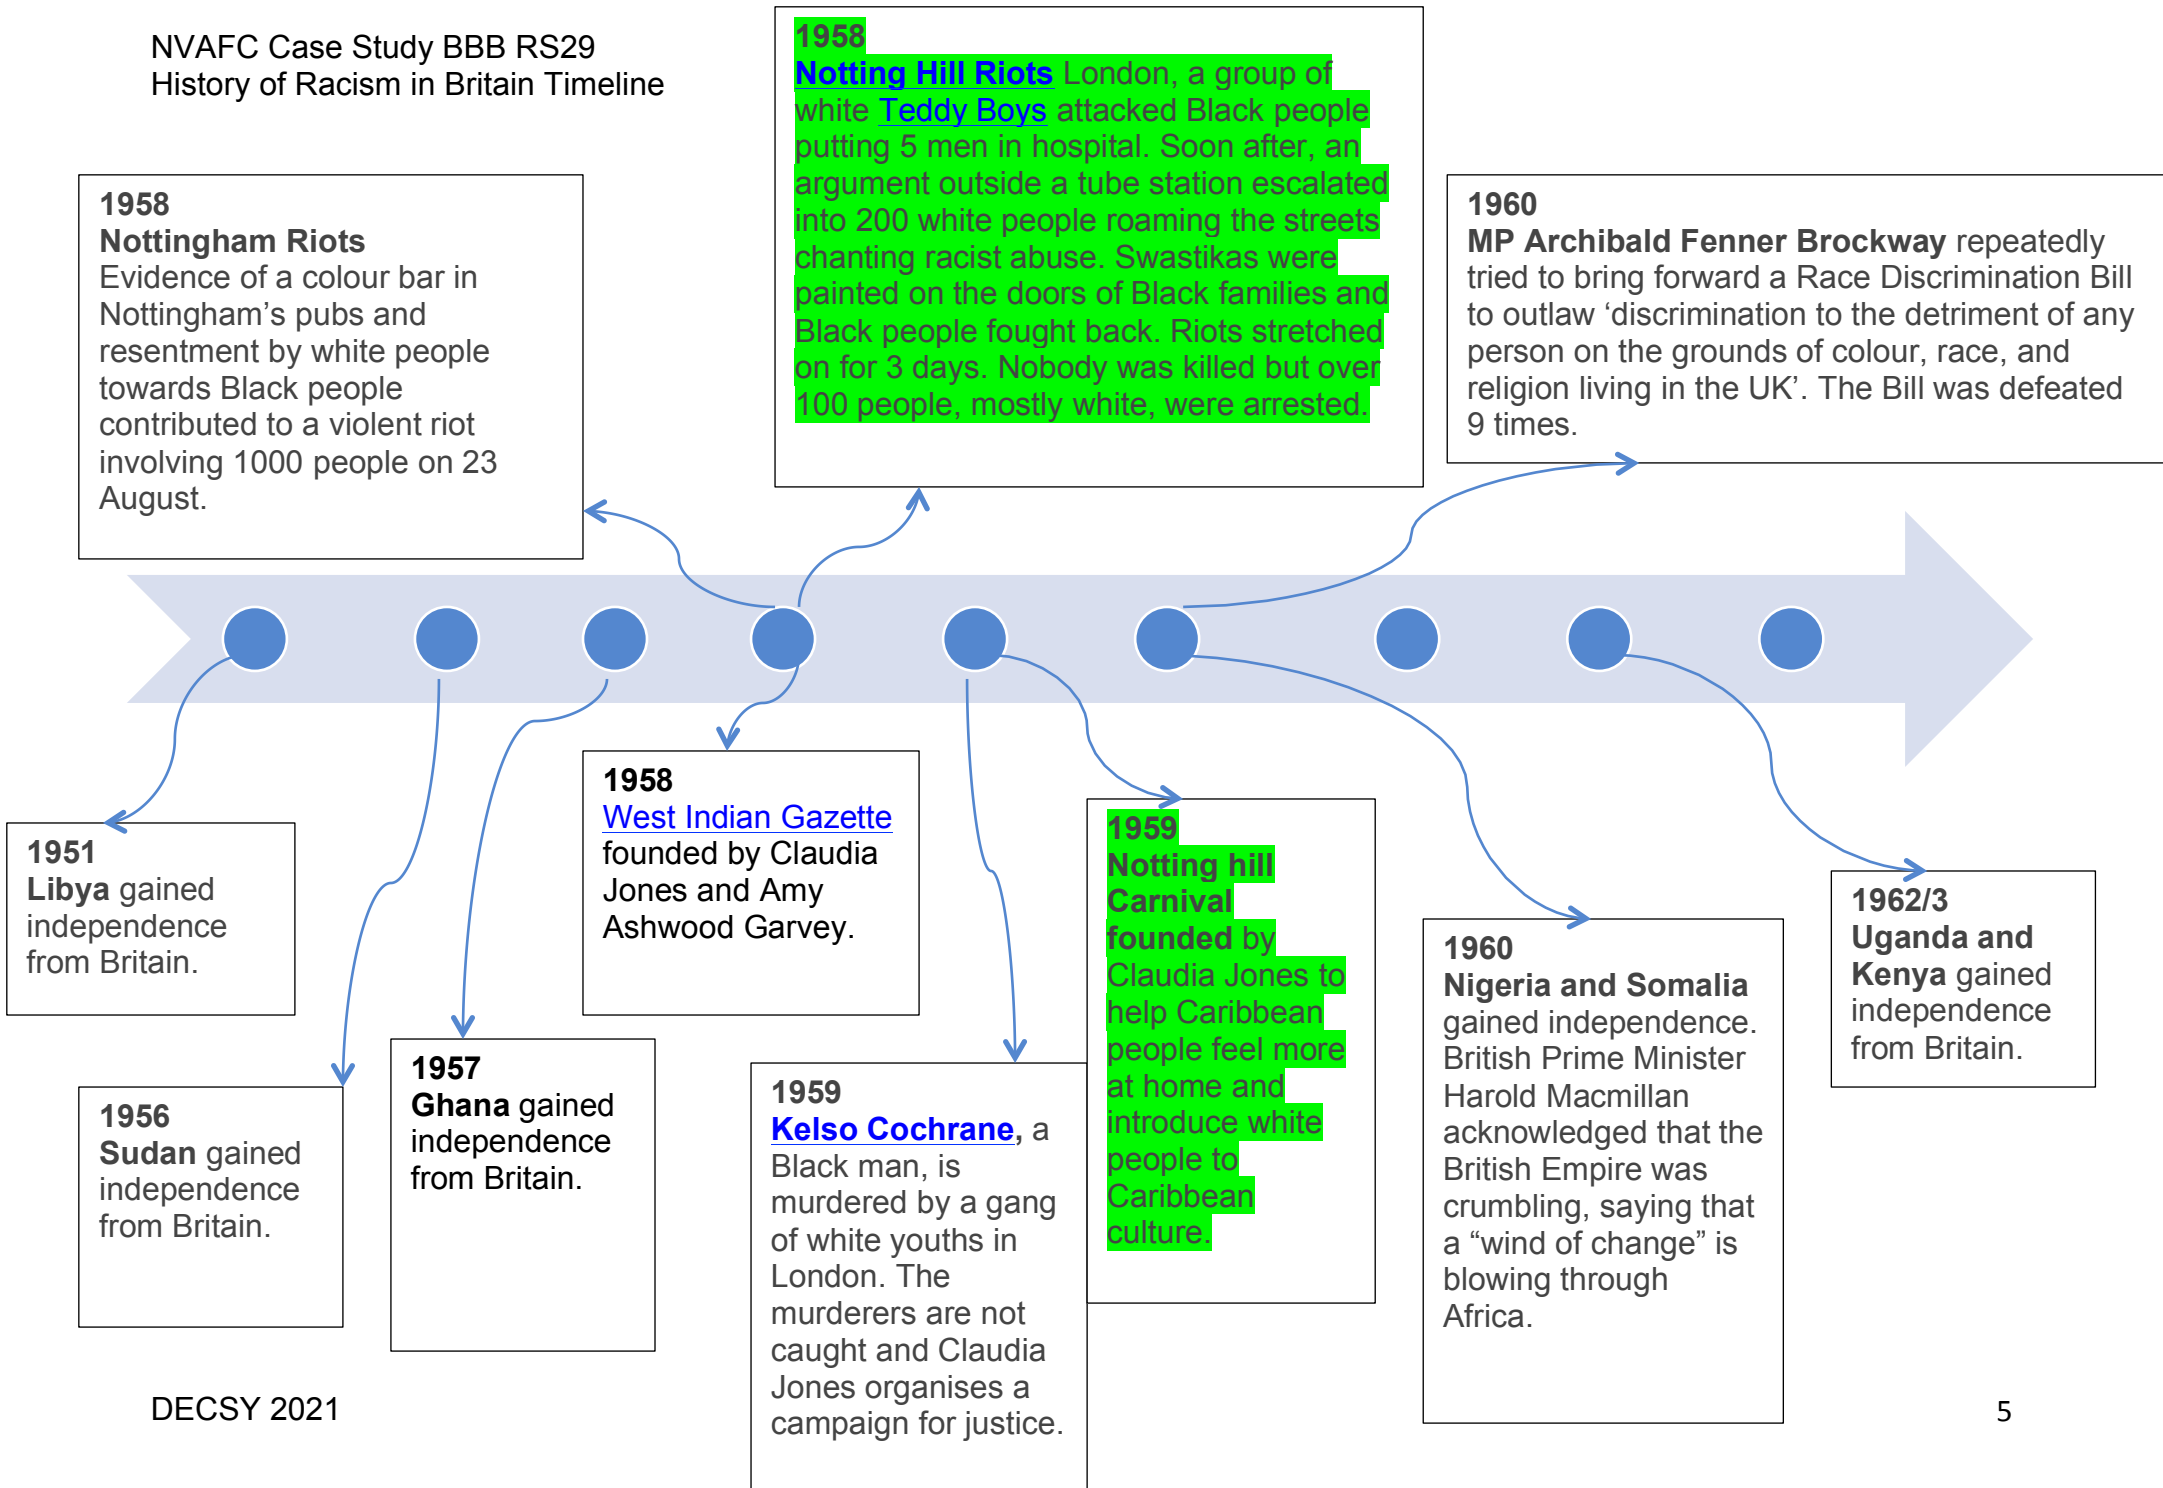 NVAFC Case Study BBB RS29
History of Racism in Britain Timeline
1958
Nottingham Riots
Evidence of a colour bar in
Nottingham’s pubs and
resentment by white people
towards Black people
contributed to a violent riot
involving 1000 people on 23
August.
1958
Notting Hill Riots London, a group of
white Teddy Boys attacked Black people
putting 5 men in hospital. Soon after, an
argument outside a tube station escalated
into 200 white people roaming the streets
chanting racist abuse. Swastikas were
painted on the doors of Black families and
Black people fought back. Riots stretched
on for 3 days. Nobody was killed but over
100 people, mostly white, were arrested.
1960
MP Archibald Fenner Brockway repeatedly
tried to bring forward a Race Discrimination Bill
to outlaw ‘discrimination to the detriment of any
person on the grounds of colour, race, and
religion living in the UK’. The Bill was defeated
9 times.
1951
Libya gained
independence
from Britain.
1956
Sudan gained
independence
from Britain.
1957
Ghana gained
independence
from Britain.
1958
West Indian Gazette
founded by Claudia
Jones and Amy
Ashwood Garvey.
1959
Kelso Cochrane, a
Black man, is
murdered by a gang
of white youths in
London. The
murderers are not
caught and Claudia
Jones organises a
campaign for justice.
1959
Notting hill
Carnival
founded by
Claudia Jones to
help Caribbean
people feel more
at home and
introduce white
people to
Caribbean
culture.
1960
Nigeria and Somalia
gained independence.
British Prime Minister
Harold Macmillan
acknowledged that the
British Empire was
crumbling, saying that
a “wind of change” is
blowing through
Africa.
1962/3
Uganda and
Kenya gained
independence
from Britain.
DECSY 2021
5